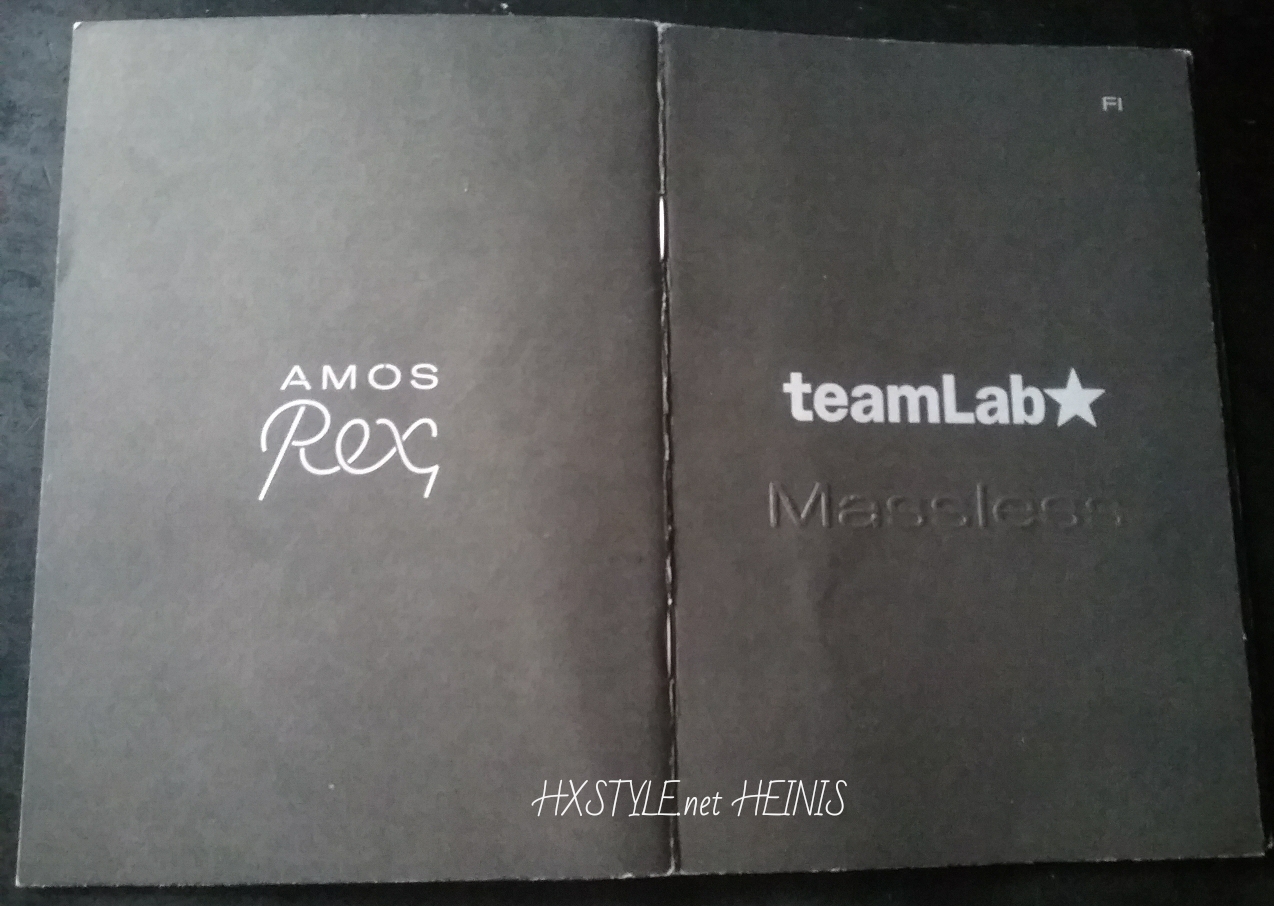 AMOS
Rex
FI
teamLab★
Massless
HXSTYLE.net HEINIS